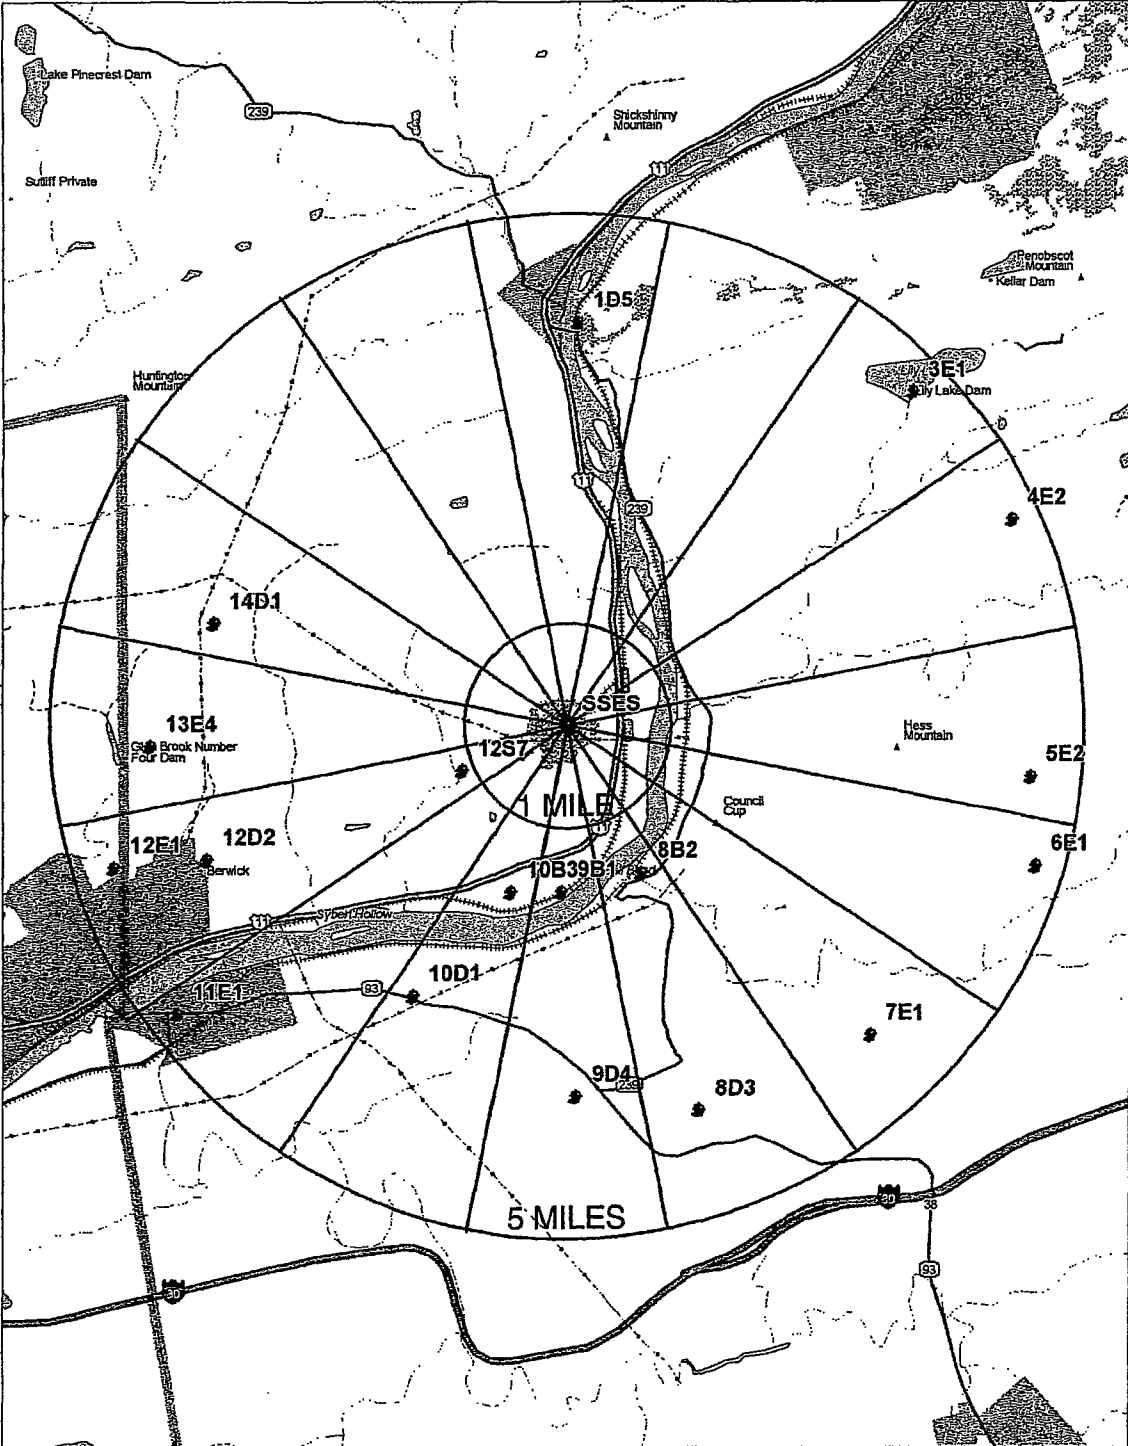 Lake Pinecrest Dam
239
Shickshinny
Mountain
11
Sutliff Private
Penobscot
Mountain
Kellar Dam
1D5
Huntington
Mountain
3E1
Lily Lake Dam
11
239
4E2
14D1
SSES
13E4
Brook Number
Four Dam
Hess
Mountain
12S7
5E2
1 MILE
Council
Cup
11
12E1
12D2
8B2
6E1
Berwick
10B3
9B1
11
Sybert Hollow
10D1
93
11E1
7E1
9D4
239
8D3
5 MILES
80
38
93
80